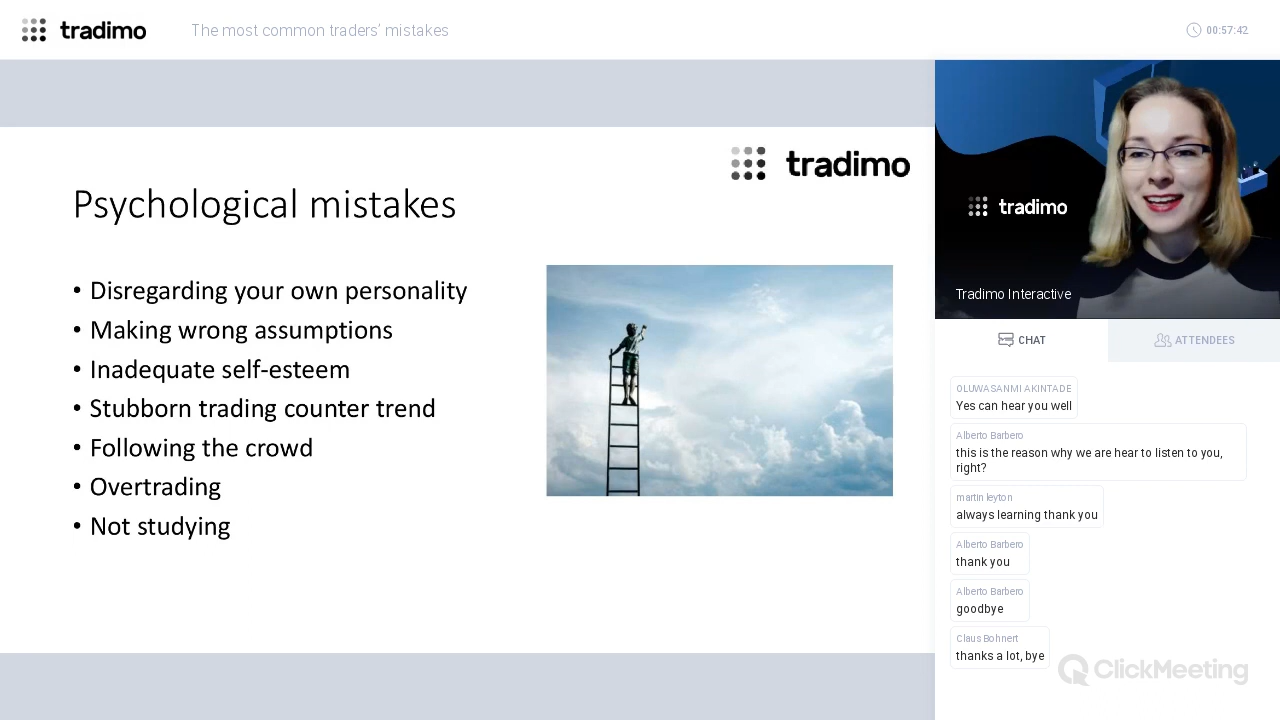 tradimo
The most common traders' mistakes
00:57:42
tradimo
Psychological mistakes
• Disregarding your own personality
• Making wrong assumptions
• Inadequate self-esteem
• Stubborn trading counter trend
• Following the crowd
• Overtrading
• Not studying
tradimo
Tradimo Interactive
CHAT
ATTENDEES
OLUWASANMI AKINTADE
Yes can hear you well
Alberto Barbero
this is the reason why we are hear to listen to you,
right?
martin leyton
always learning thank you
Alberto Barbero
thank you
Alberto Barbero
goodbye
Claus Bohnert
thanks a lot, bye
ClickMeeting